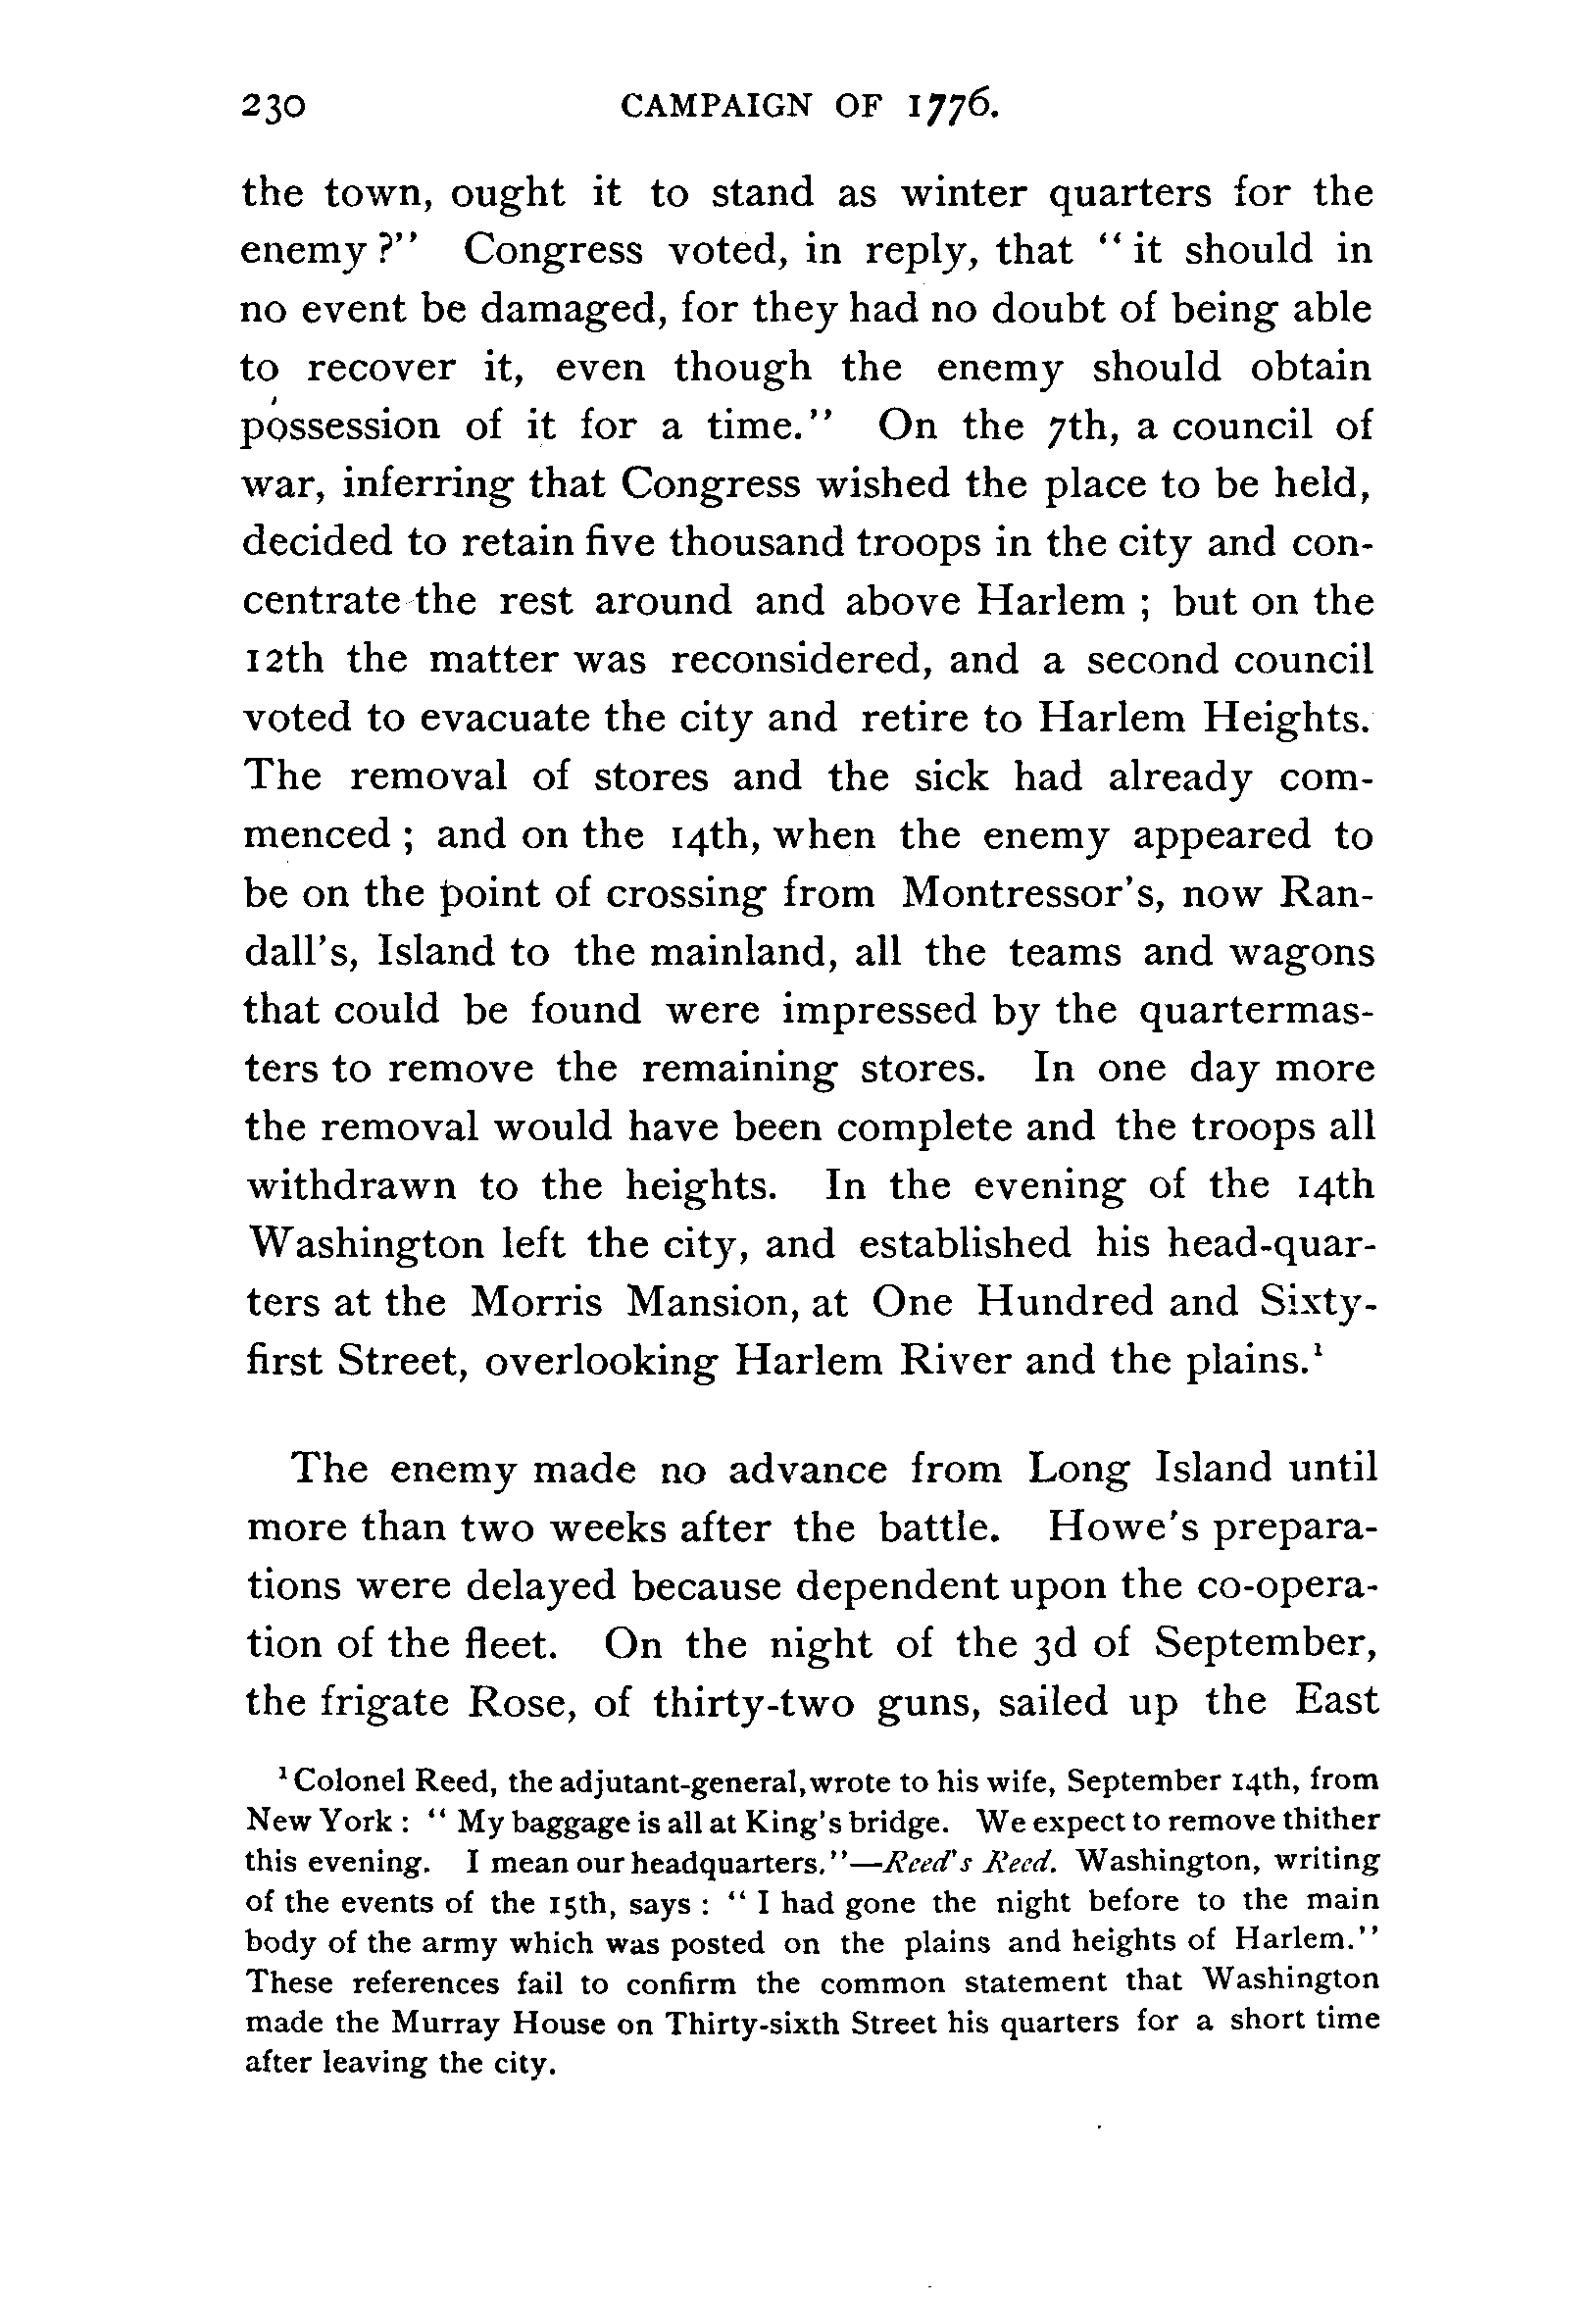 230 CAMPAIGN OF 1776.
the town, ought it to stand as winter quarters for the
enemy?" Congress voted, in reply, that "it should in
no event be damaged, for they had no doubt of being able
to recover it, even though the enemy should obtain
possession of it for a time." On the 7th, a council of
war, inferring that Congress wished the place to be held,
decided to retain five thousand troops in the city and con-
centrate the rest around and above Harlem ; but on the
12th the matter was reconsidered, and a second council
voted to evacuate the city and retire to Harlem Heights.
The removal of stores and the sick had already com-
menced ; and on the 14th, when the enemy appeared to
be on the point of crossing from Montressor's, now Ran-
dall's, Island to the mainland, all the teams and wagons
that could be found were impressed by the quartermas-
ters to remove the remaining stores. In one day more
the removal would have been complete and the troops all
withdrawn to the heights. In the evening of the 14th
Washington left the city, and established his head-quar-
ters at the Morris Mansion, at One Hundred and Sixty-
first Street, overlooking Harlem River and the plains.¹
The enemy made no advance from Long Island until
more than two weeks after the battle. Howe's prepara-
tions were delayed because dependent upon the co-opera-
tion of the fleet. On the night of the 3d of September,
the frigate Rose, of thirty-two guns, sailed up the East
¹ Colonel Reed, the adjutant-general, wrote to his wife, September 14th, from
New York : " My baggage is all at King's bridge. We expect to remove thither
this evening. I mean our headquarters."—Reed's Reed. Washington, writing
of the events of the 15th, says : " I had gone the night before to the main
body of the army which was posted on the plains and heights of Harlem."
These references fail to confirm the common statement that Washington
made the Murray House on Thirty-sixth Street his quarters for a short time
after leaving the city.